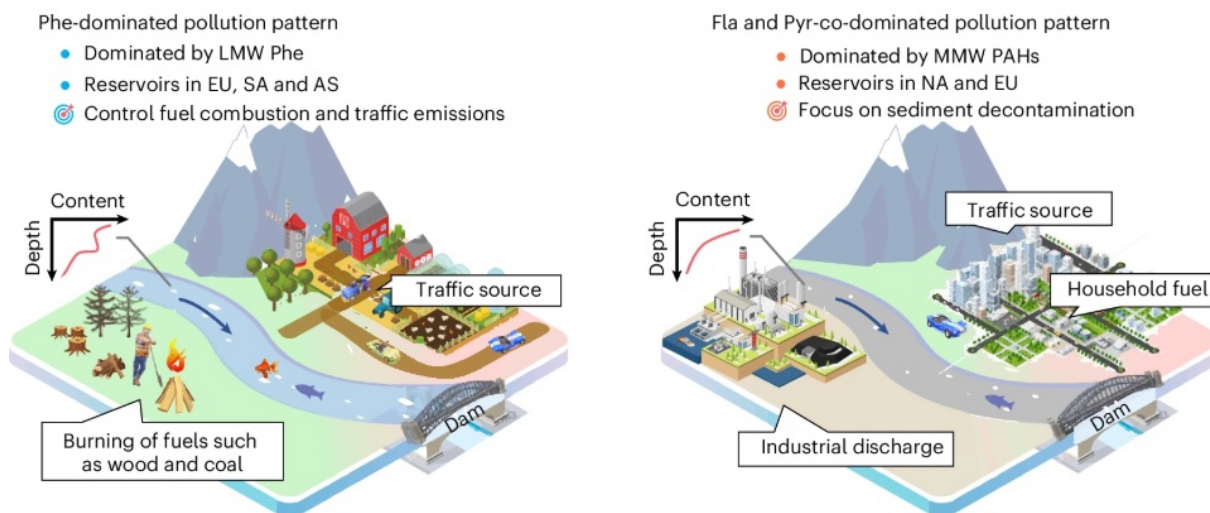 Phe-dominated pollution pattern
Dominated by LMW Phe
Reservoirs in EU, SA and AS
Control fuel combustion and traffic emissions
Content
Depth
Traffic source
Burning of fuels such
as wood and coal
Dam
Fla and Pyr-co-dominated pollution pattern
Dominated by MMW PAHs
Reservoirs in NA and EU
Focus on sediment decontamination
Content
Depth
Traffic source
Household fuel
Industrial discharge
Dam